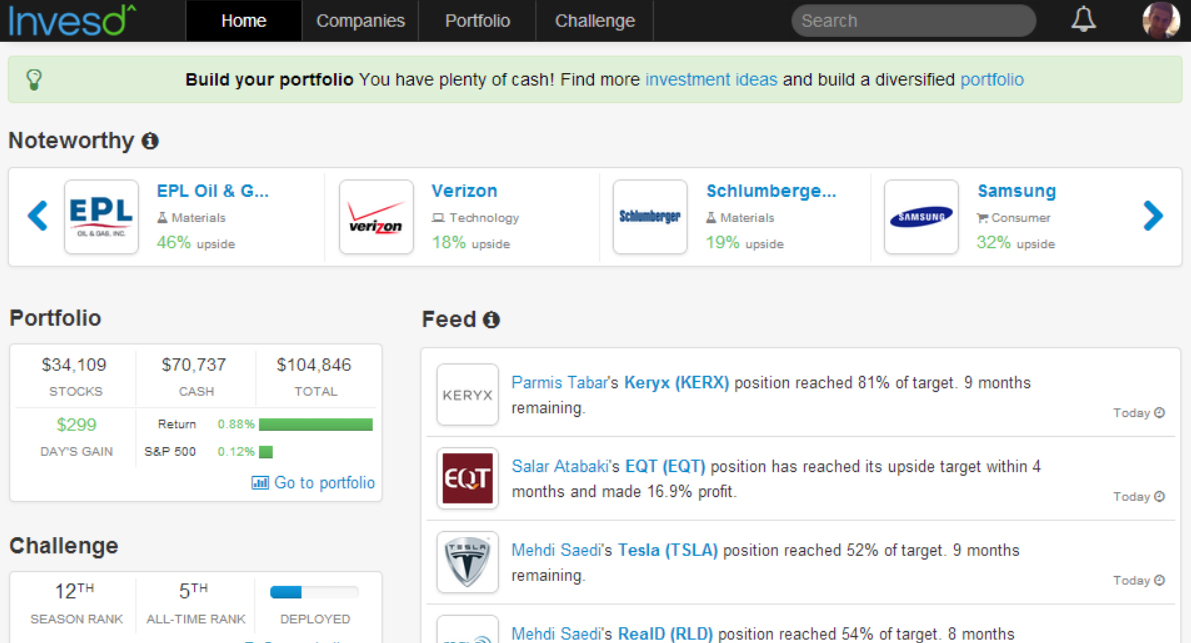 Invesd^ Home Companies Portfolio Challenge Search
Build your portfolio You have plenty of cash! Find more investment ideas and build a diversified portfolio
Noteworthy
EPL OIL & GAS, INC.
EPL Oil & G...
Materials
46% upside
verizon
Verizon
Technology
18% upside
Schlumberger
Schlumberge...
Materials
19% upside
SAMSUNG
Samsung
Consumer
32% upside
Portfolio
$34,109 $70,737 $104,846
STOCKS CASH TOTAL
$299 Return 0.88%
DAY'S GAIN S&P 500 0.12%
Go to portfolio
Challenge
12TH 5TH
SEASON RANK ALL-TIME RANK DEPLOYED
Feed
KERYX
Parmis Tabar's Keryx (KERX) position reached 81% of target. 9 months
remaining.
Today
EQT
Salar Atabaki's EQT (EQT) position has reached its upside target within 4
months and made 16.9% profit.
Today
TESLA
Mehdi Saedi's Tesla (TSLA) position reached 52% of target. 9 months
remaining.
Today
Mehdi Saedi's RealD (RLD) position reached 54% of target. 8 months